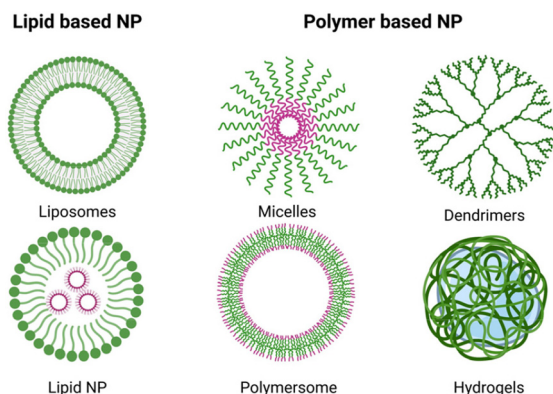 Lipid based NP
Polymer based NP
Liposomes
Micelles
Dendrimers
Lipid NP
Polymersome
Hydrogels